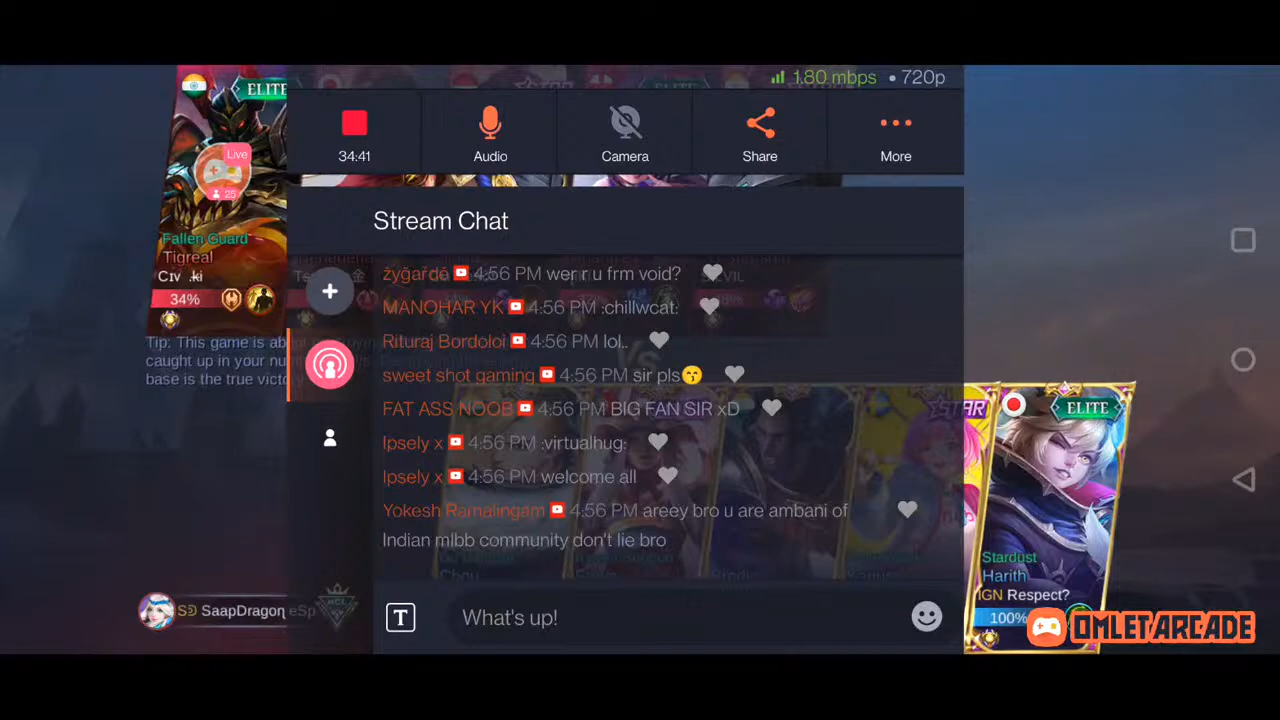 1.80 mbps • 720p
ELITE
Live
25
34:41
Audio
Camera
Share
More
Stream Chat
Fallen Guard
Tigreal
34%
žyğařdě 4:56 PM wer r u frm void?
MANOHAR YK 4:56 PM :chillwcat:
Rituraj Bordoloi 4:56 PM lol..
sweet shot gaming 4:56 PM sir pls😙
FAT ASS NOOB 4:56 PM BIG FAN SIR xD
Ipsely x 4:56 PM :virtualhug:
Ipsely x 4:56 PM welcome all
Yokesh Ramalingam 4:56 PM areey bro u are ambani of
Indian mlbb community don't lie bro
Tip: This game is
caught up in your
base is the true
VS
ELITE
Stardust
Harith
IGN Respect?
100%
SaapDragon eSp
T
What's up!
OMLET ARCADE